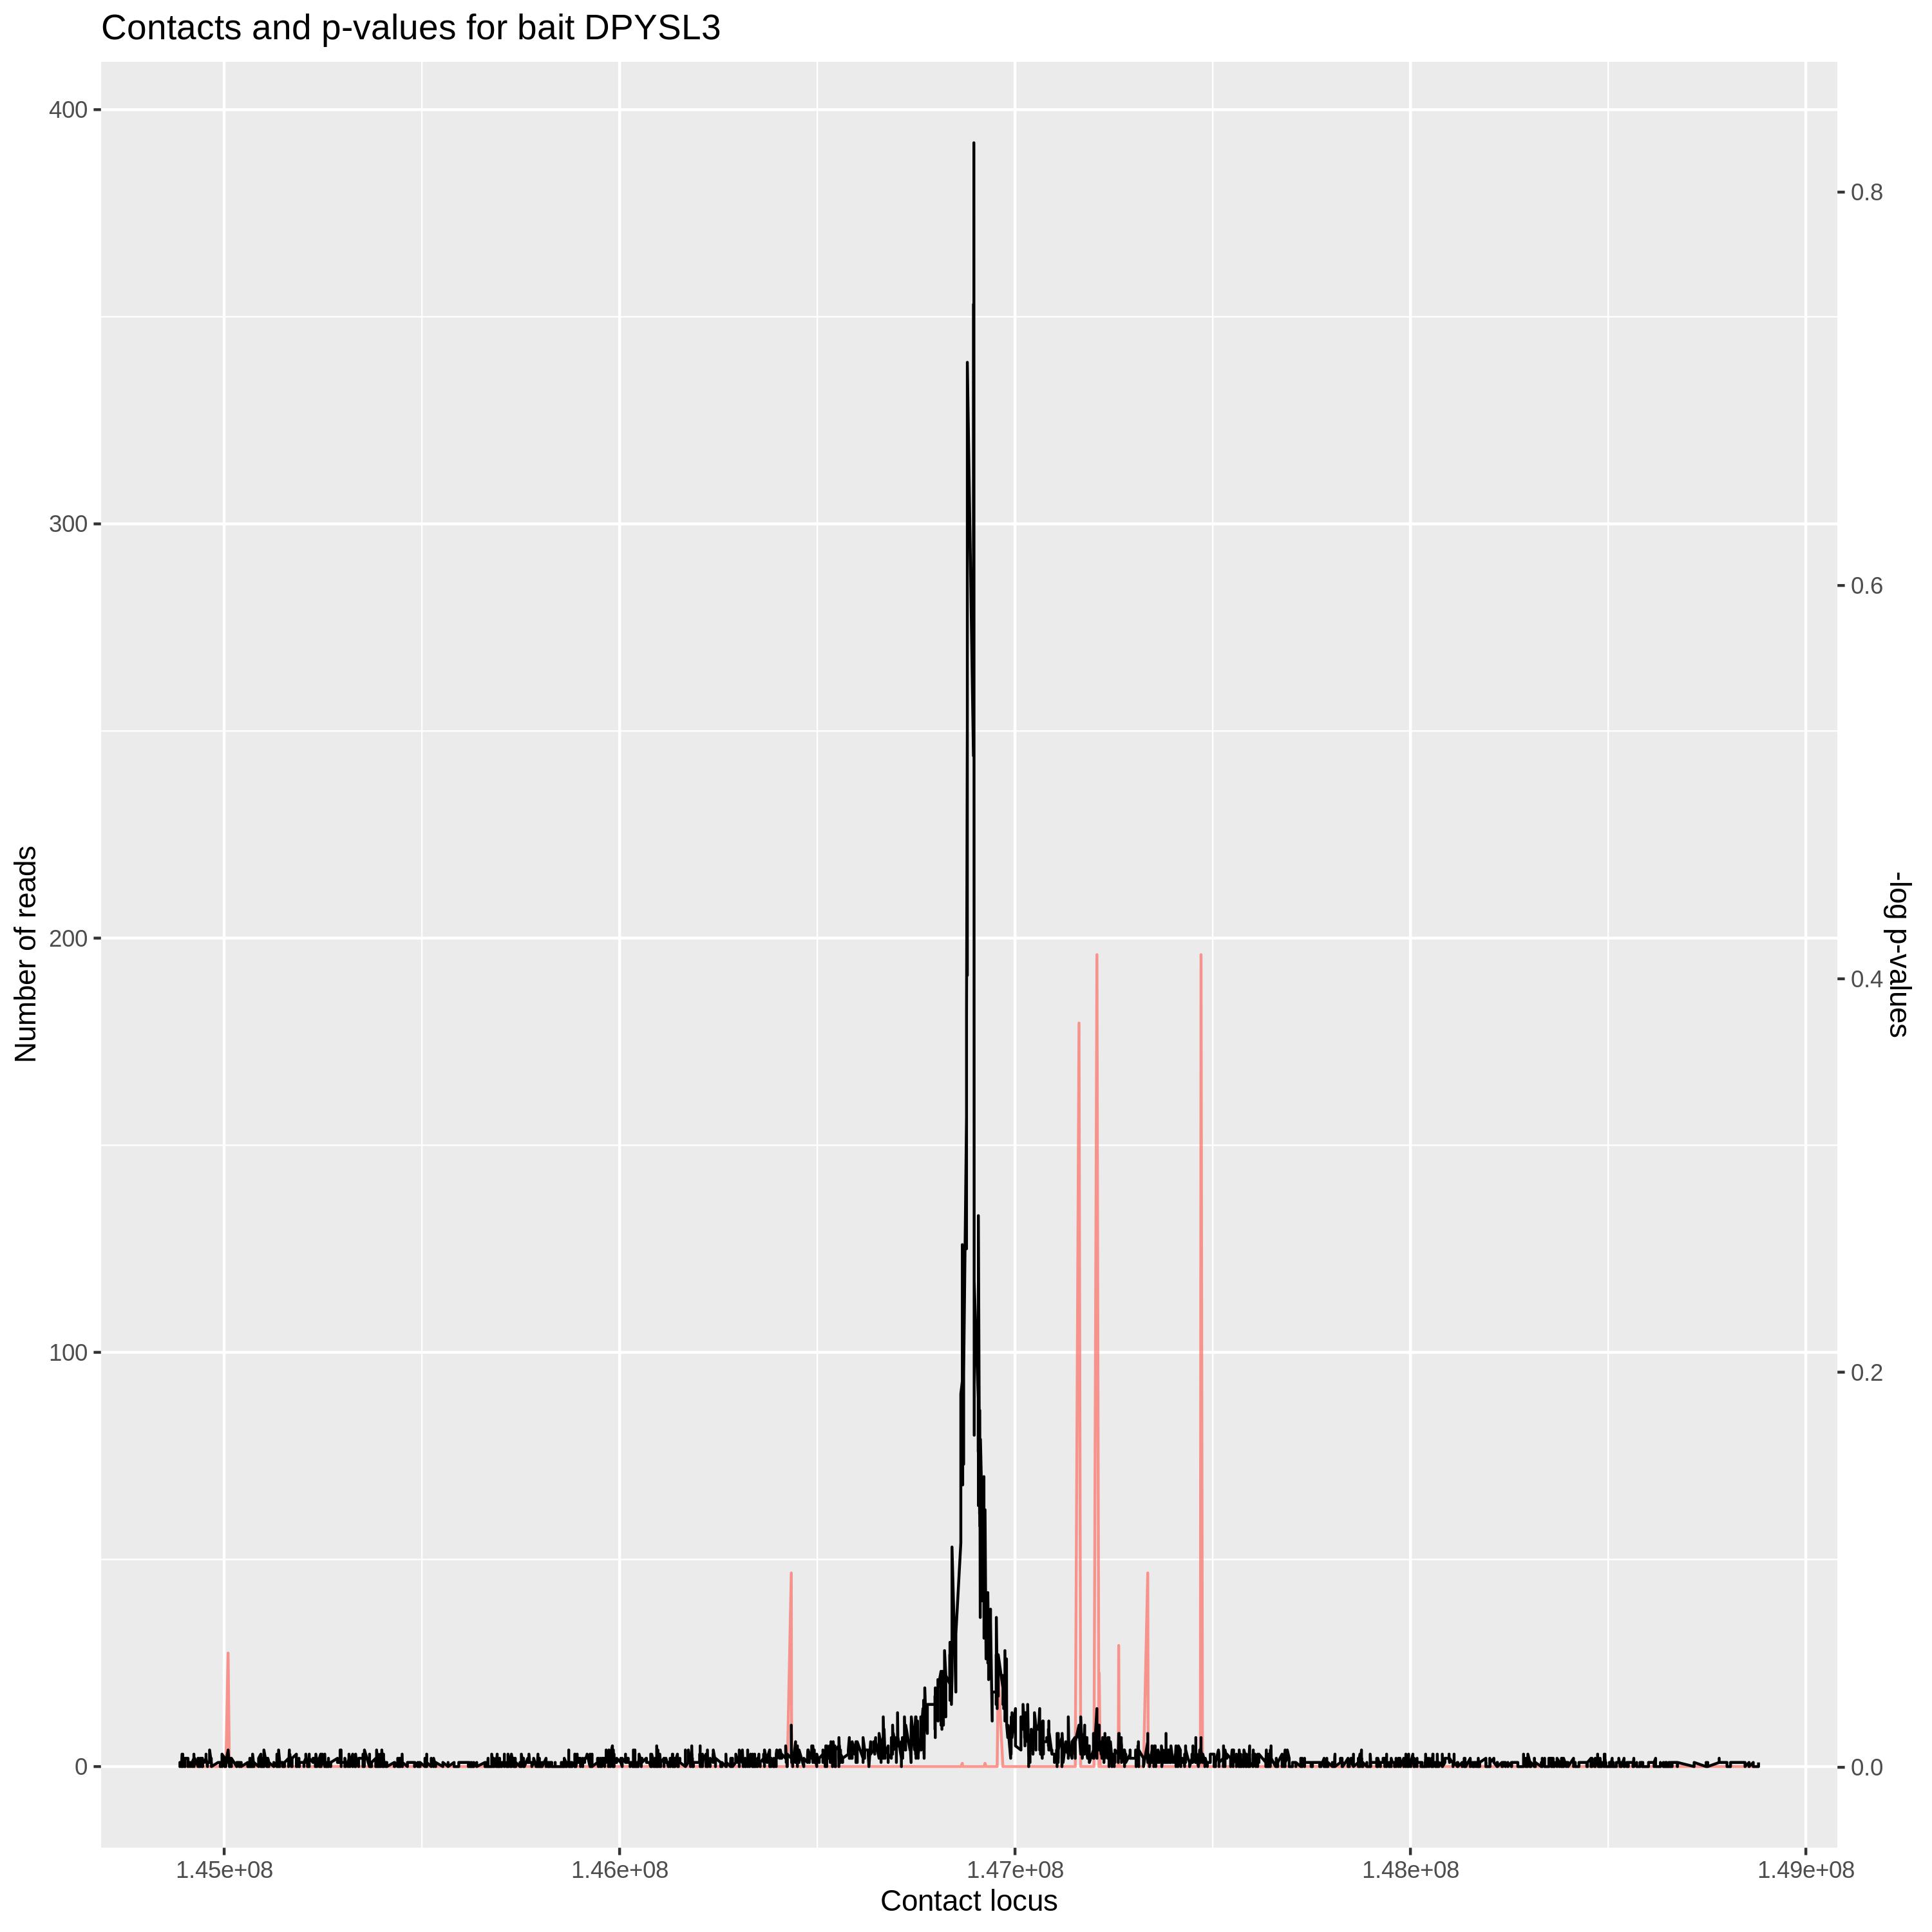 Contacts and p-values for bait DPYSL3
400
300
200
100
0
Number of reads
0.8
0.6
0.4
0.2
0.0
-log p-values
1.45e+08
1.46e+08
1.47e+08
1.48e+08
1.49e+08
Contact locus